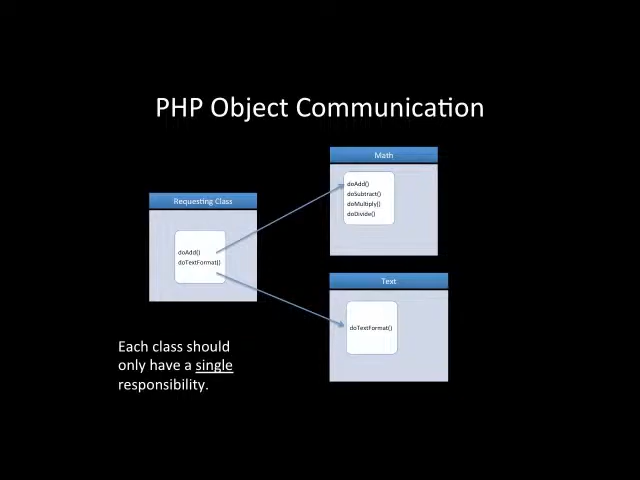 PHP Object Communication
Math
doAdd()
doSubtract()
doMultiply()
doDivide()
Requesting Class
doAdd()
doTextFormat()
Text
doTextFormat()
Each class should
only have a single
responsibility.